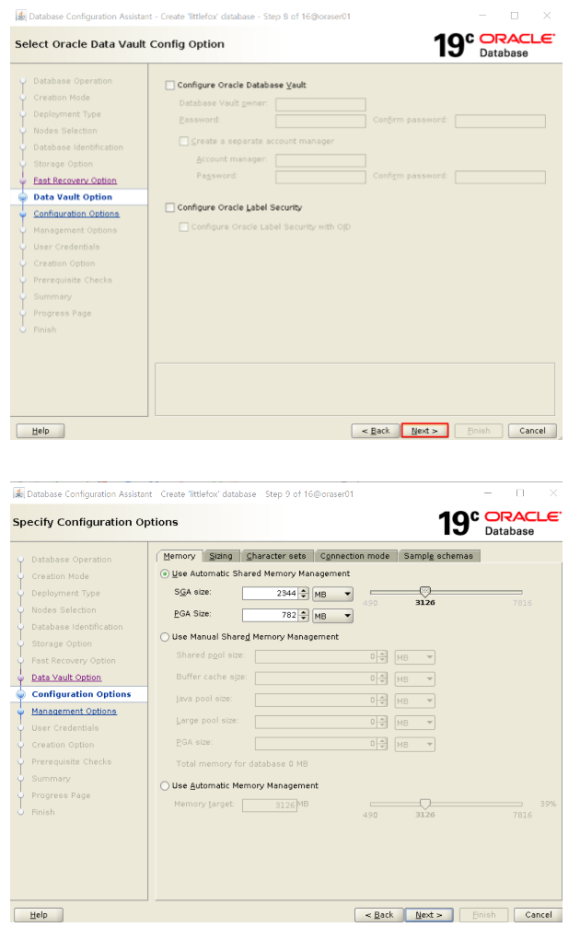 Database Configuration Assistant - Create 'littlefox' database - Step 8 of 16@oraser01
Select Oracle Data Vault Config Option
19c ORACLE
Database
Database Operation
Creation Mode
Deployment Type
Nodes Selection
Database Identification
Storage Option
Fast Recovery Option
Data Vault Option
Configuration Options
Management Options
User Credentials
Creation Option
Prerequisite Checks
Summary
Progress Page
Finish
Configure Oracle Database Vault
Database Vault owner:
Password: Confirm password:
Create a separate account manager
Account manager:
Password: Confirm password:
Configure Oracle Label Security
Configure Oracle Label Security with OID
Help < Back Next > Finish Cancel
Database Configuration Assistant Create 'littlefox' database Step 9 of 16@oraser01
Specify Configuration Options
19c ORACLE
Database
Database Operation
Creation Mode
Deployment Type
Nodes Selection
Database Identification
Storage Option
Fast Recovery Option
Data Vault Option
Configuration Options
Management Options
User Credentials
Creation Option
Prerequisite Checks
Summary
Progress Page
Finish
Memory Sizing Character sets Connection mode Sample schemas
Use Automatic Shared Memory Management
SGA size: 2344 MB
490 3126 7816
PGA Size: 782 MB
Use Manual Shared Memory Management
Shared pool size: 0 MB
Buffer cache size: 0 MB
Java pool size: 0 MB
Large pool size: 0 MB
PGA size: 0 MB
Total memory for database 0 MB
Use Automatic Memory Management
Memory target: 3126 MB 39%
490 3126 7816
Help < Back Next > Finish Cancel